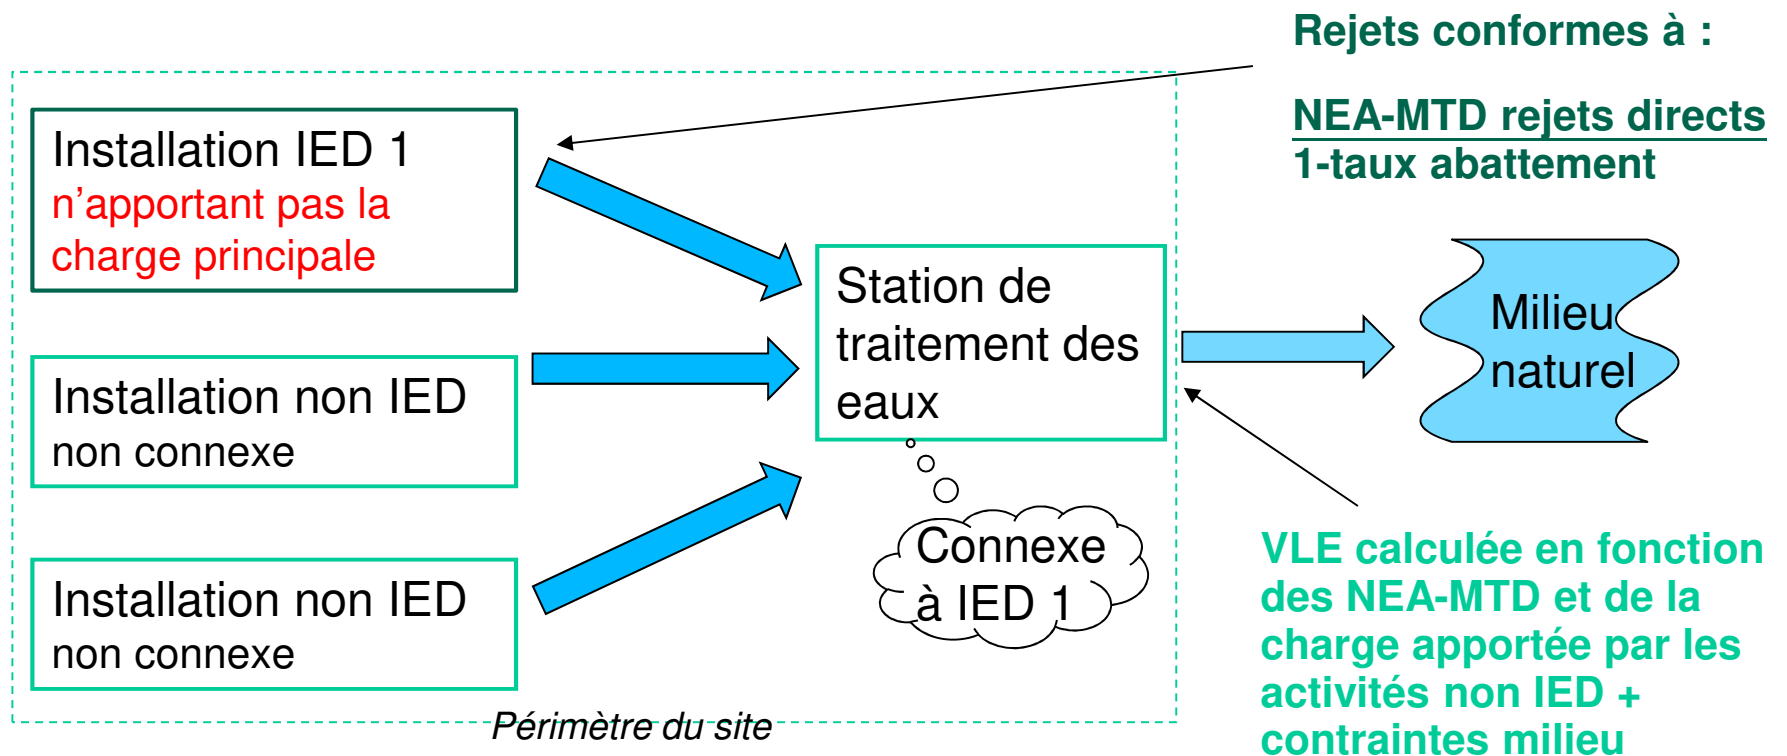 Rejets conformes à :
NEA-MTD rejets directs
1-taux abattement
Installation IED 1
n’apportant pas la
charge principale
Installation non IED
non connexe
Installation non IED
non connexe
Station de
traitement des
eaux
Connexe
à IED 1
Milieu
naturel
VLE calculée en fonction
des NEA-MTD et de la
charge apportée par les
activités non IED +
contraintes milieu
Périmètre du site